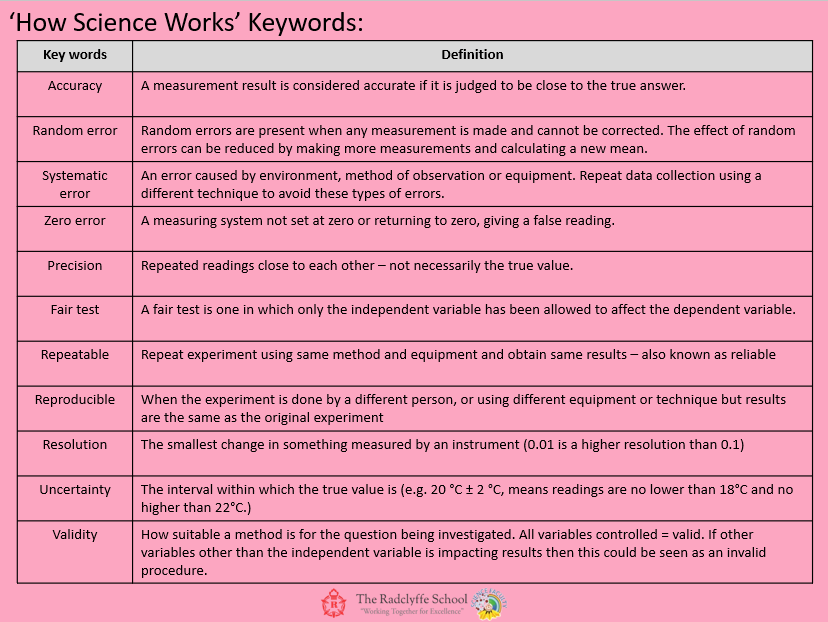 ‘How Science Works’ Keywords:
Key words
Definition
Accuracy
A measurement result is considered accurate if it is judged to be close to the true answer.
Random error
Random errors are present when any measurement is made and cannot be corrected. The effect of random
errors can be reduced by making more measurements and calculating a new mean.
Systematic
error
An error caused by environment, method of observation or equipment. Repeat data collection using a
different technique to avoid these types of errors.
Zero error
A measuring system not set at zero or returning to zero, giving a false reading.
Precision
Repeated readings close to each other – not necessarily the true value.
Fair test
A fair test is one in which only the independent variable has been allowed to affect the dependent variable.
Repeatable
Repeat experiment using same method and equipment and obtain same results – also known as reliable
Reproducible
When the experiment is done by a different person, or using different equipment or technique but results
are the same as the original experiment
Resolution
The smallest change in something measured by an instrument (0.01 is a higher resolution than 0.1)
Uncertainty
The interval within which the true value is (e.g. 20 °C ± 2 °C, means readings are no lower than 18°C and no
higher than 22°C.)
Validity
How suitable a method is for the question being investigated. All variables controlled = valid. If other
variables other than the independent variable is impacting results then this could be seen as an invalid
procedure.
The Radclyffe School
"Working Together for Excellence"